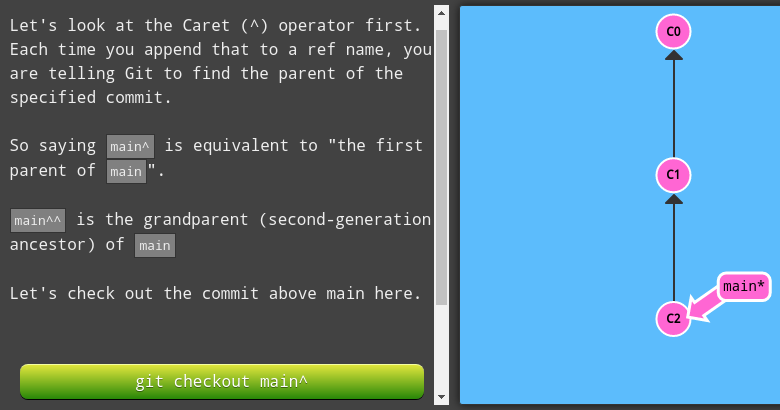 Let's look at the Caret (^) operator first.
Each time you append that to a ref name, you
are telling Git to find the parent of the
specified commit.
So saying main^ is equivalent to "the first
parent of main".
main^^ is the grandparent (second-generation
ancestor) of main
Let's check out the commit above main here.
git checkout main^
C0
C1
main*
C2